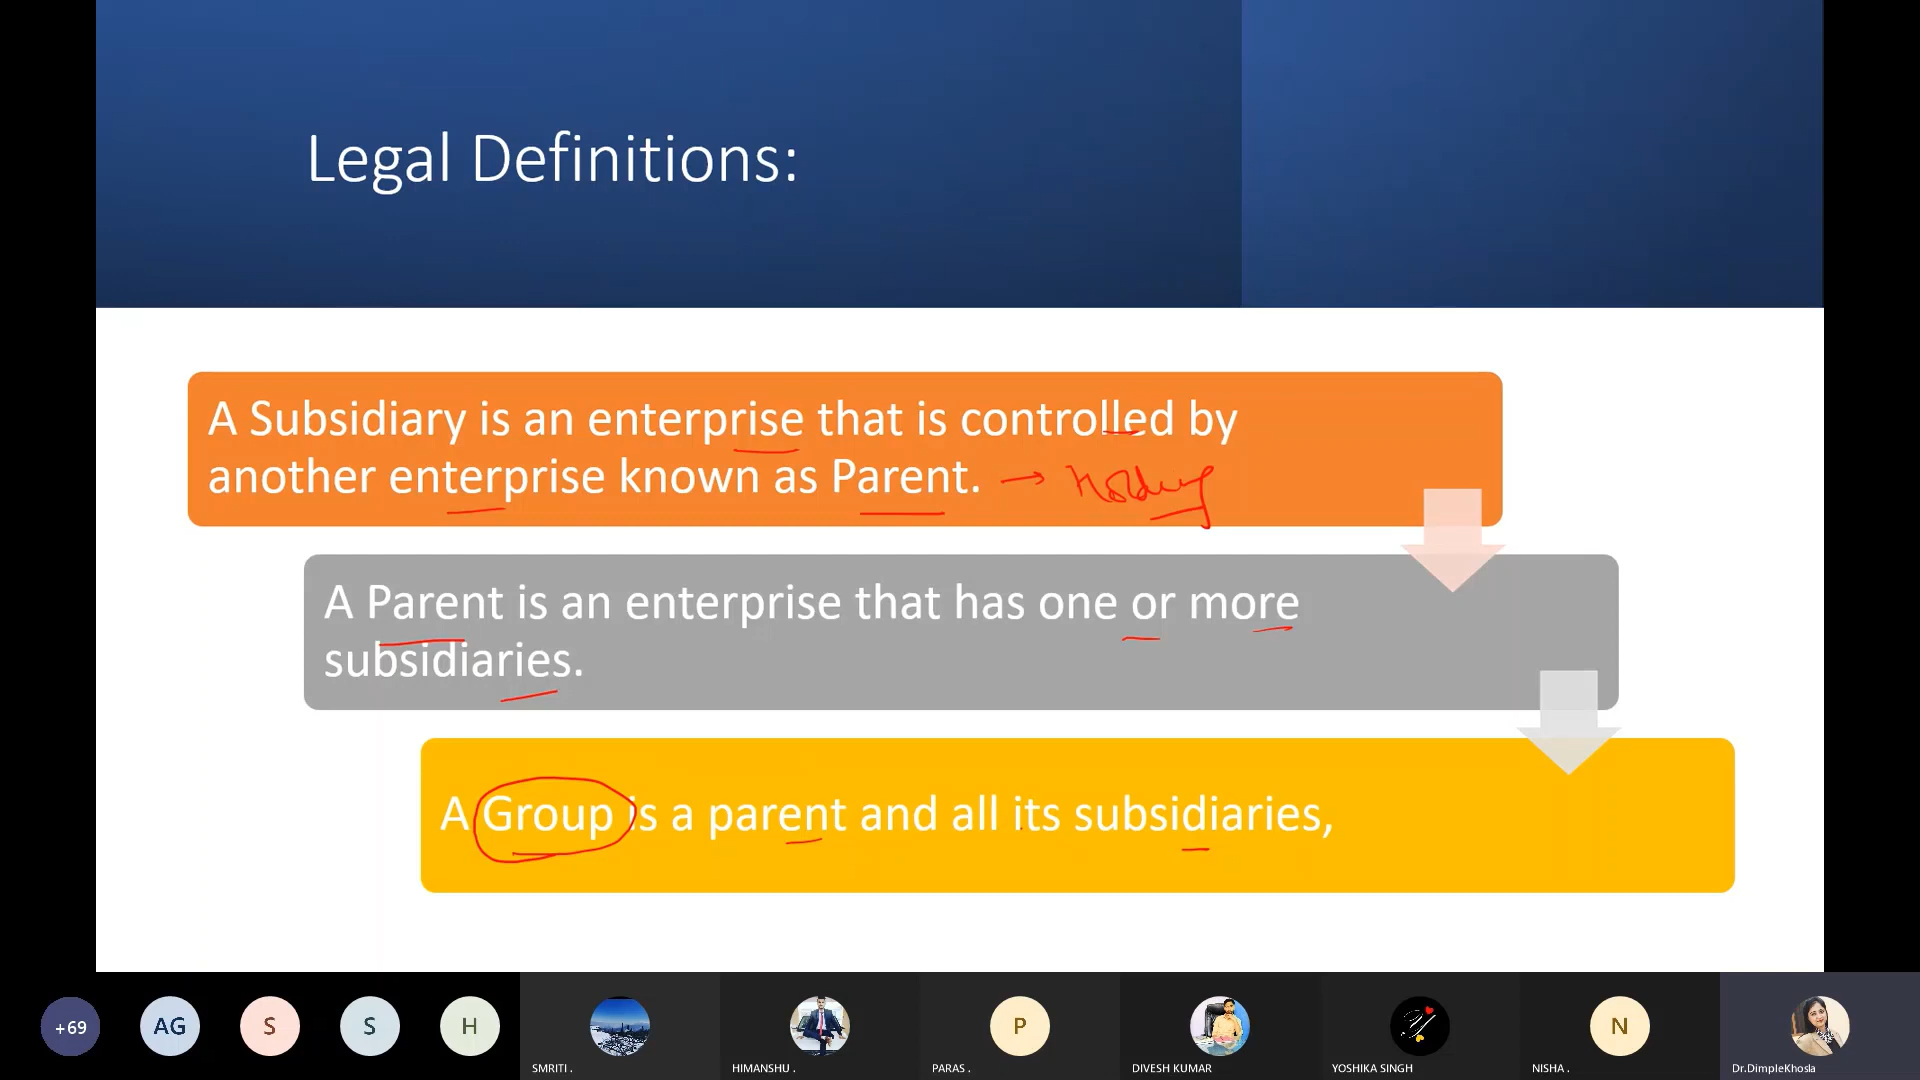 Legal Definitions:
A Subsidiary is an enterprise that is controlled by
another enterprise known as Parent. → Holding
A Parent is an enterprise that has one or more
subsidiaries.
A Group is a parent and all its subsidiaries,
+69
AG
S
S
H
SMRITI .
HIMANSHU .
P
PARAS .
DIVESH KUMAR
YOSHIKA SINGH
N
NISHA .
Dr.DimpleKhosla